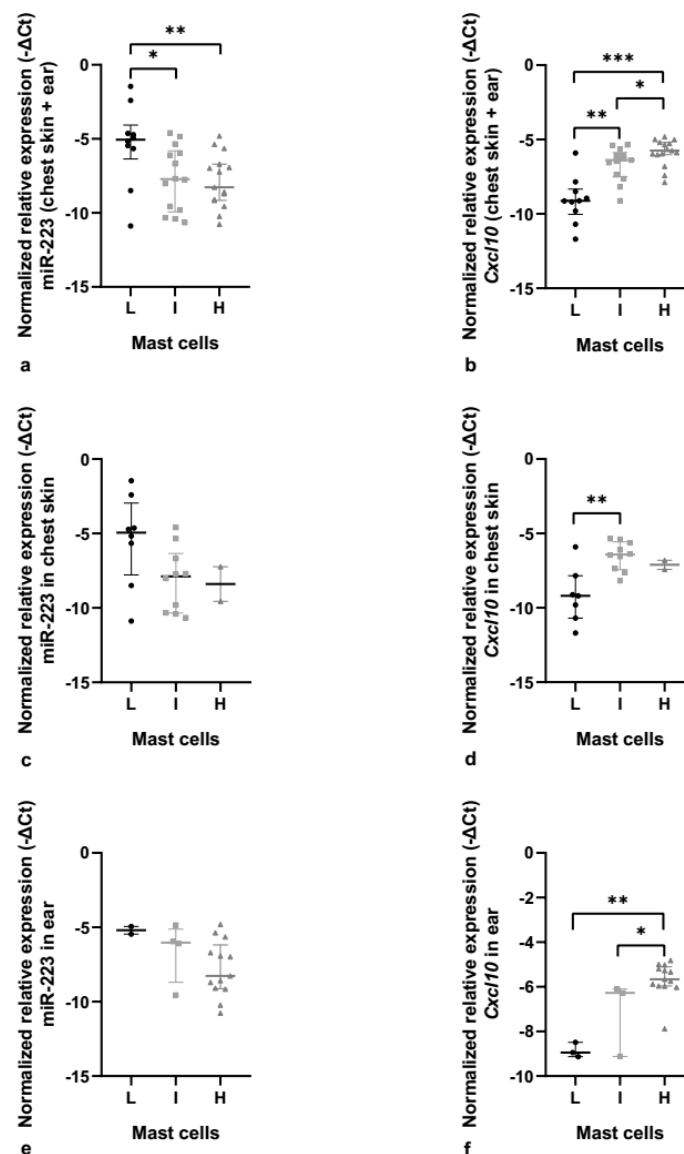 Normalized relative expression (-ΔCt)
miR-223 (chest skin + ear)
0
-5
-10
-15
**
*
L I H
Mast cells
a
Normalized relative expression (-ΔCt)
Cxcl10 (chest skin + ear)
0
-5
-10
-15
***
*
**
L I H
Mast cells
b
Normalized relative expression (-ΔCt)
miR-223 in chest skin
0
-5
-10
-15
L I H
Mast cells
c
Normalized relative expression (-ΔCt)
Cxcl10 in chest skin
0
-5
-10
-15
**
L I H
Mast cells
d
Normalized relative expression (-ΔCt)
miR-223 in ear
0
-5
-10
-15
L I H
Mast cells
e
Normalized relative expression (-ΔCt)
Cxcl10 in ear
0
-2
-4
-6
-8
-10
**
*
L I H
Mast cells
f